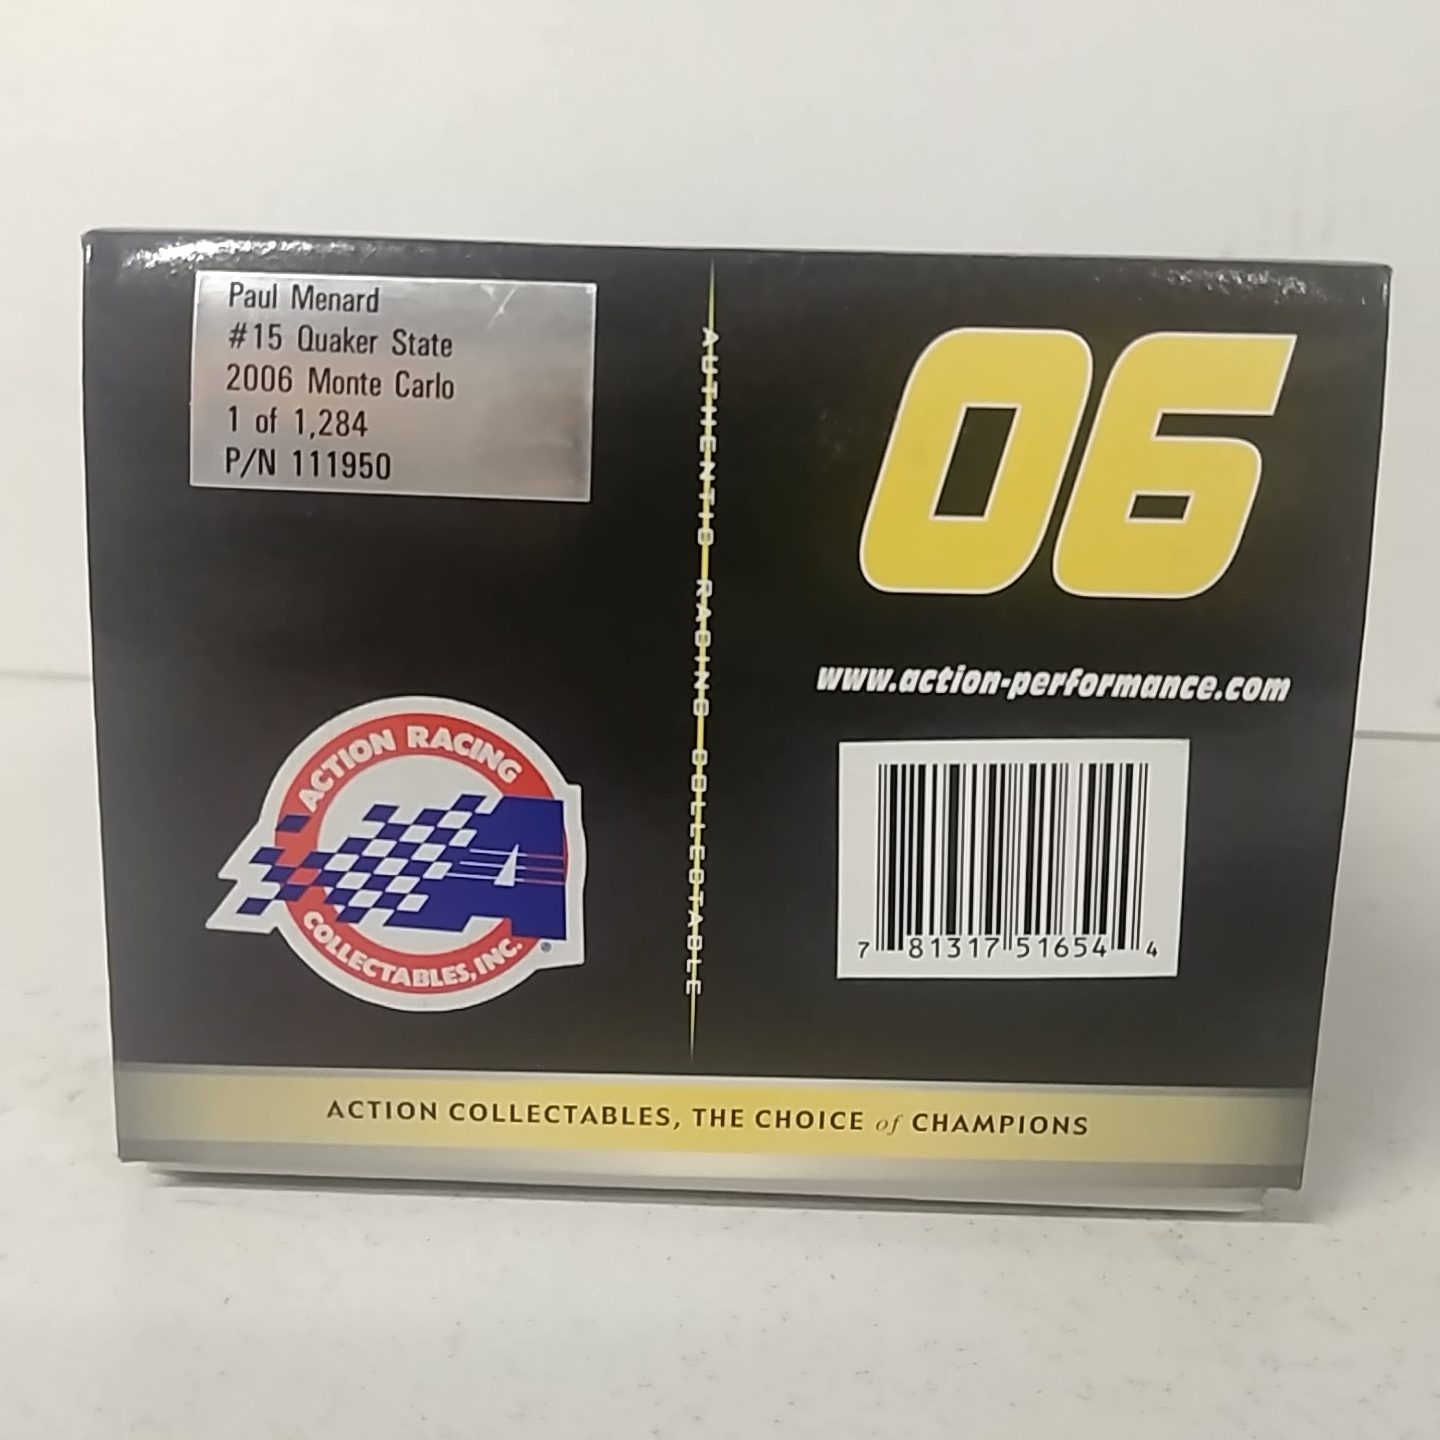 Paul Menard
#15 Quaker State
2006 Monte Carlo
1 of 1,284
P/N 111950
ACTION RACING
COLLECTABLES, INC.
®
AUTHENTIC RACING COLLECTABLE
06
www.action-performance.com
7 81317 51654 4
ACTION COLLECTABLES, THE CHOICE of CHAMPIONS